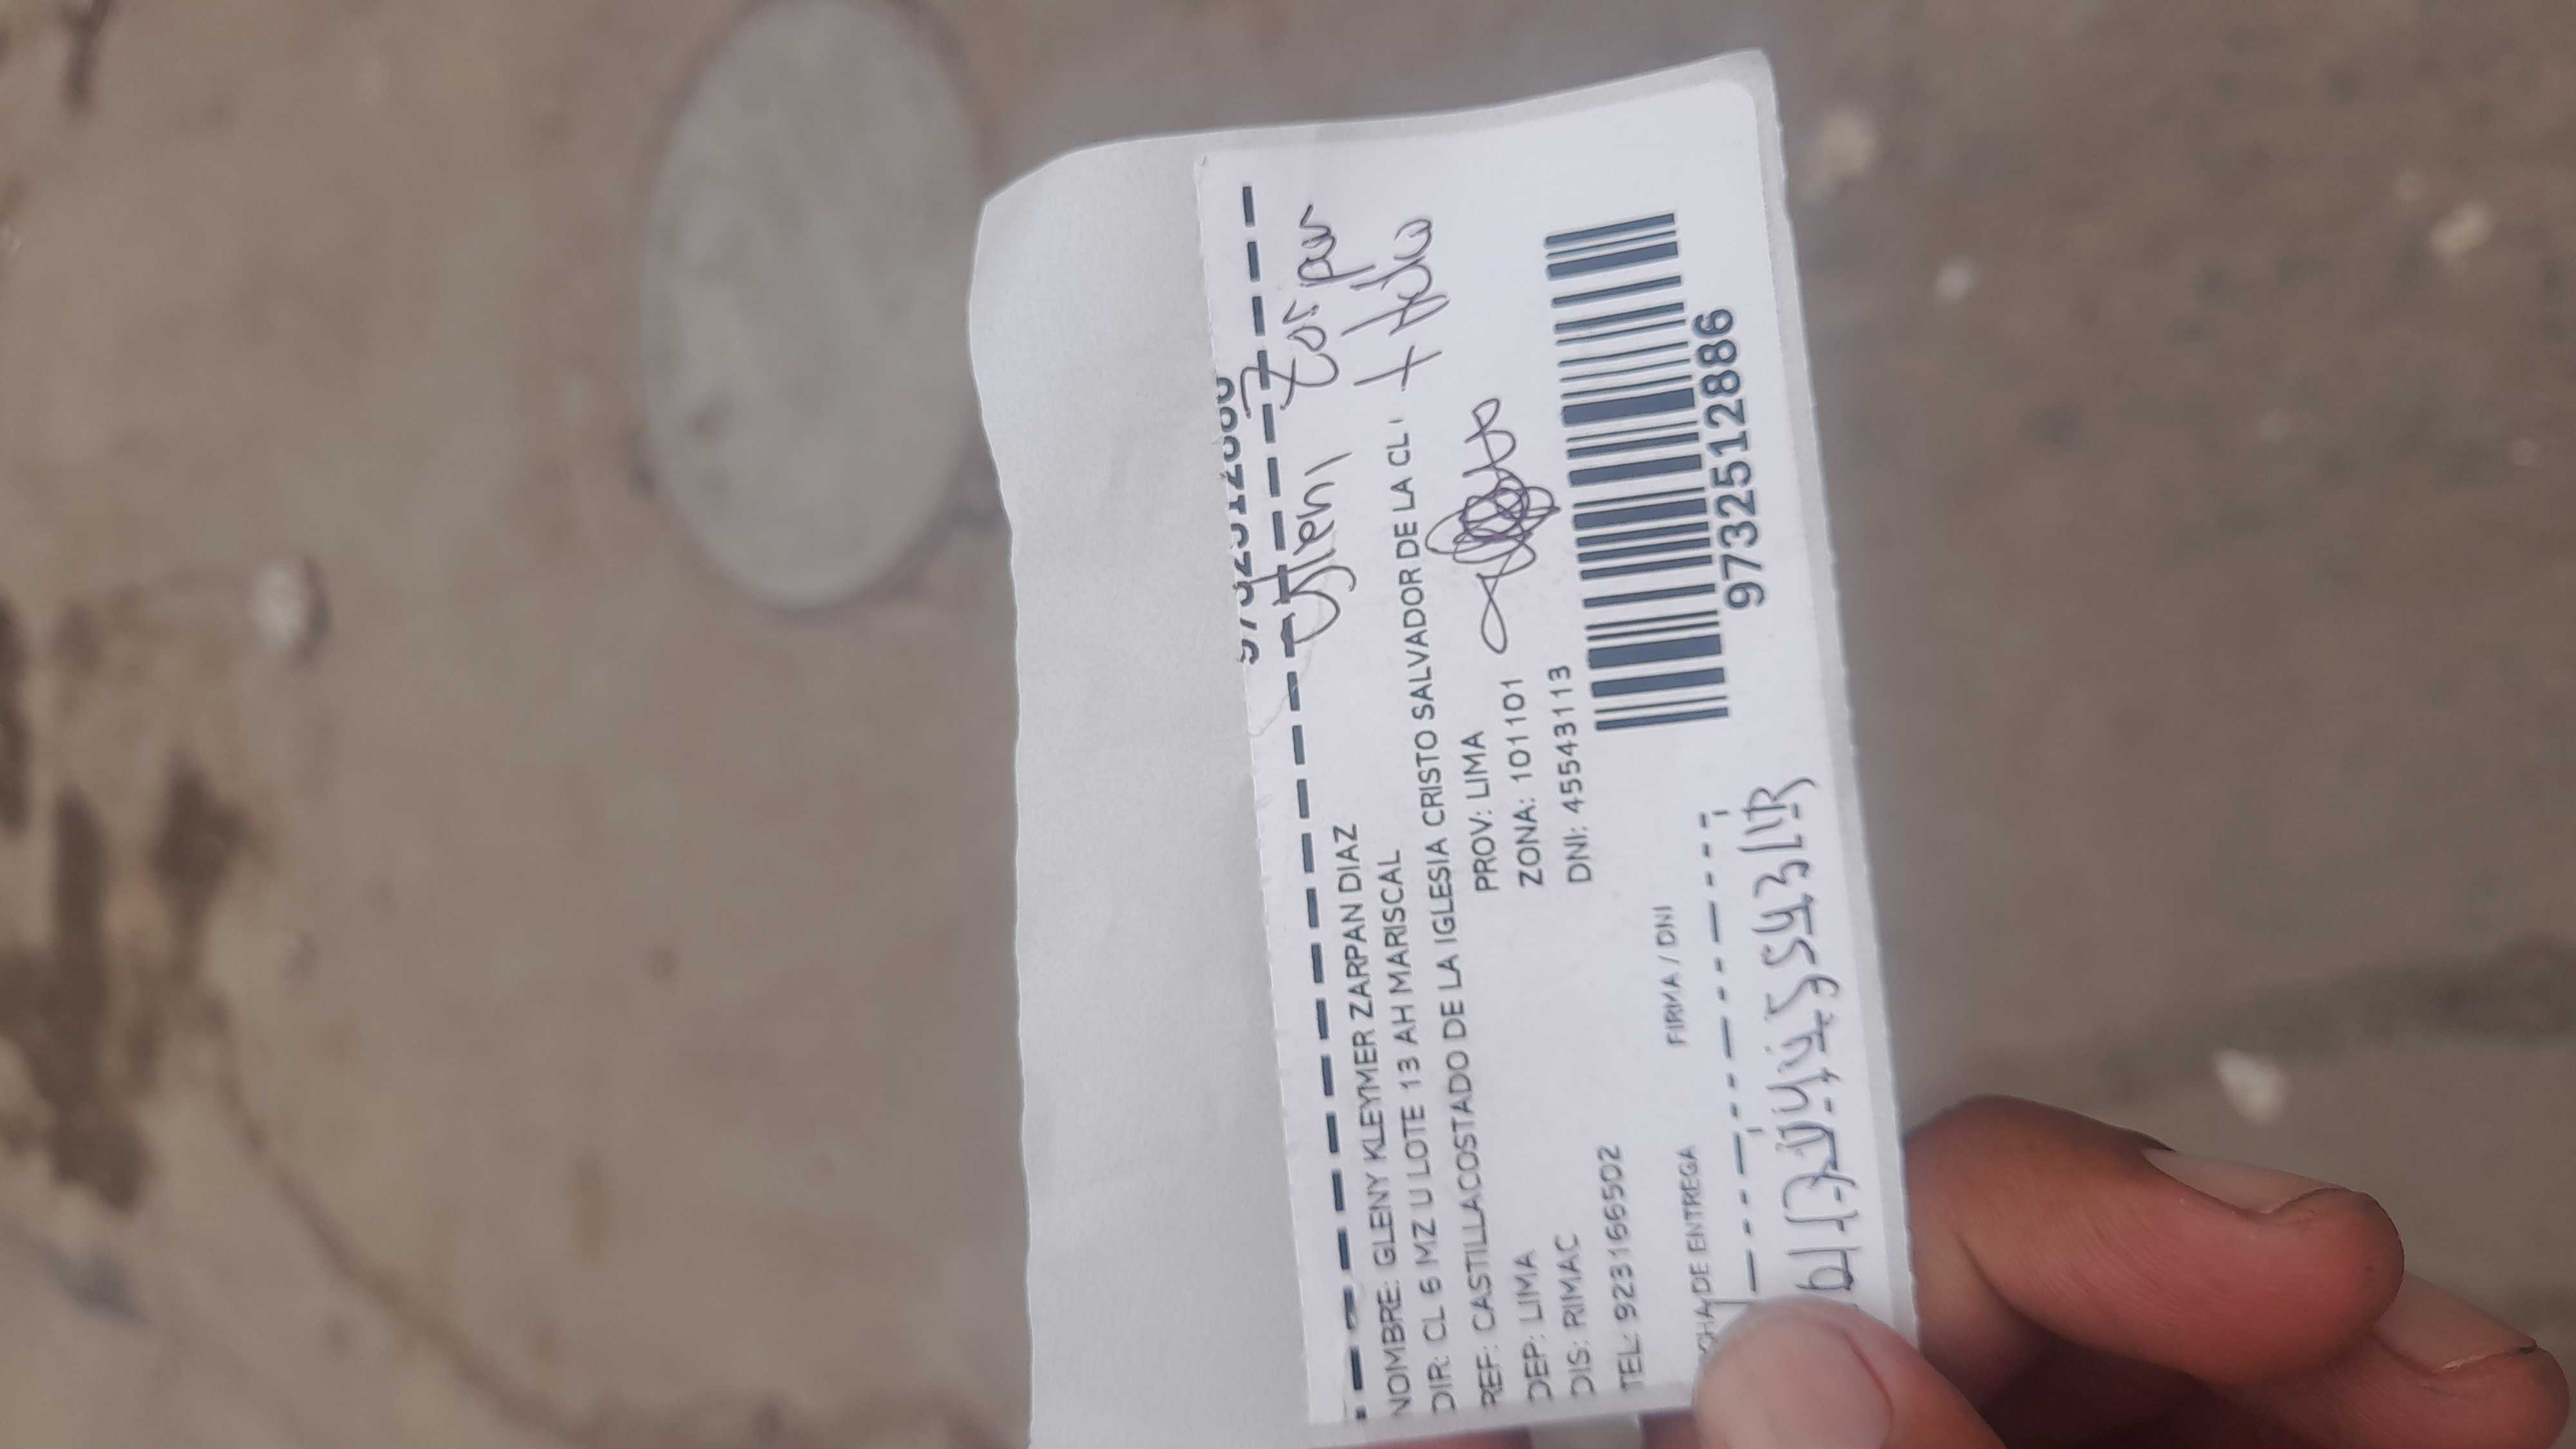 Gleni Zarpan
NOMBRE: GLENY KLEYMER ZARPAN DIAZ
DIR: CL 6 MZ U LOTE 13 AH MARISCAL
REF: CASTILLACOSTADO DE LA IGLESIA CRISTO SALVADOR DE LA CL
DEP: LIMA PROV: LIMA
DIS: RIMAC ZONA: 101101
TEL: 923166502 DNI: 45543113
DE ENTREGA FIRMA / DNI
9732512886